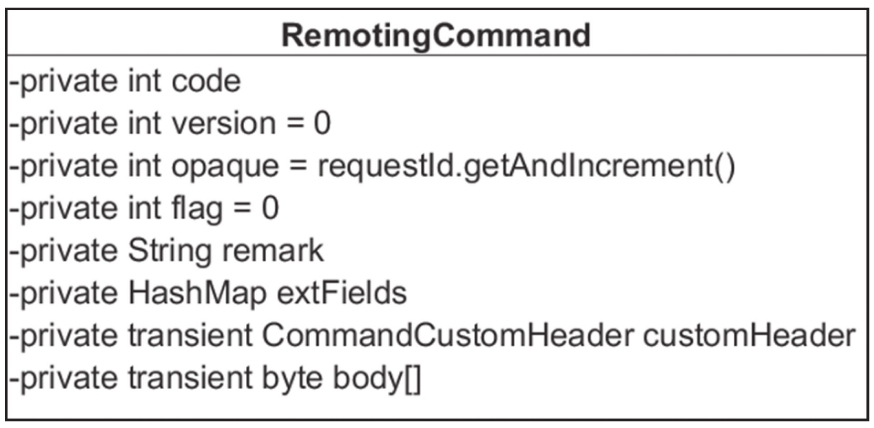 RemotingCommand
-private int code
-private int version = 0
-private int opaque = requestId.getAndIncrement()
-private int flag = 0
-private String remark
-private HashMap extFields
-private transient CommandCustomHeader customHeader
-private transient byte body[]